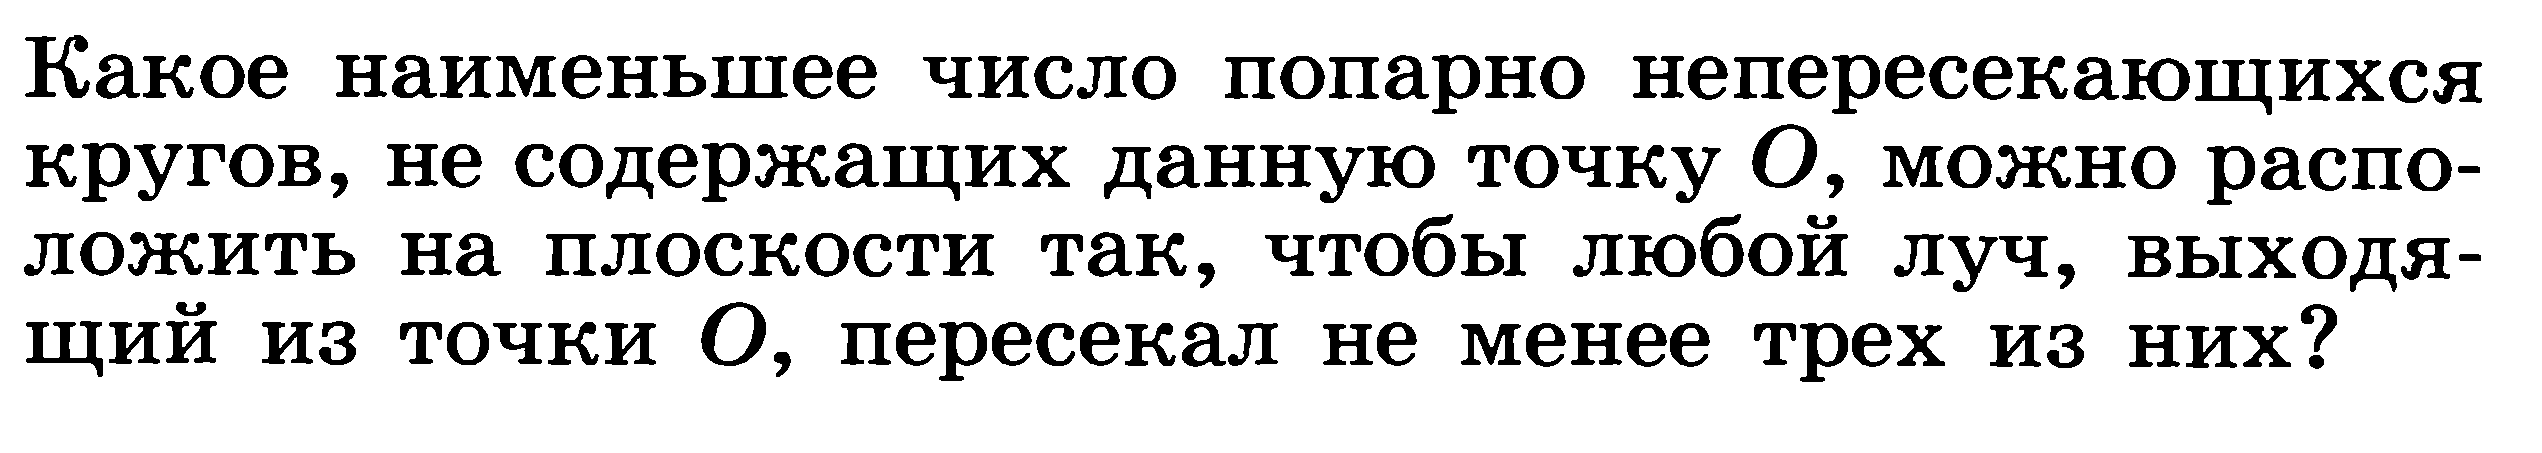 Какое наименьшее число попарно непересекающихся
кругов, не содержащих данную точку O, можно распо-
ложить на плоскости так, чтобы любой луч, выходя-
щий из точки O, пересекал не менее трех из них?